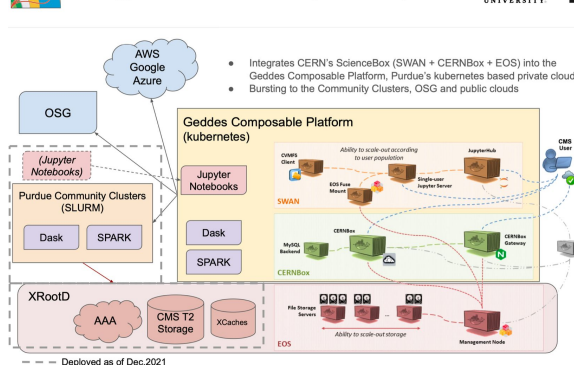 UNIVERSITY.
● Integrates CERN's ScienceBox (SWAN + CERNBox + EOS) into the
Geddes Composable Platform, Purdue's kubernetes based private cloud
● Bursting to the Community Clusters, OSG and public clouds
AWS
Google
Azure
OSG
(Jupyter
Notebooks)
Purdue Community Clusters
(SLURM)
Dask
SPARK
Geddes Composable Platform
(kubernetes)
Jupyter
Notebooks
Dask
SPARK
Ability to scale-out according
to user population
CVMFS
Client
EOS Fuse
Mount
Single-user
Jupyter Server
JupyterHub
SWAN
CMS
User
MySQL
Backend
CERNBox
CERNBox
Gateway
N
CERNBOX
XRootD
AAA
CMS T2
Storage
XCaches
File Storage
Servers
..
Ability to scale-out storage
Management Node
EOS
Deployed as of Dec.2021